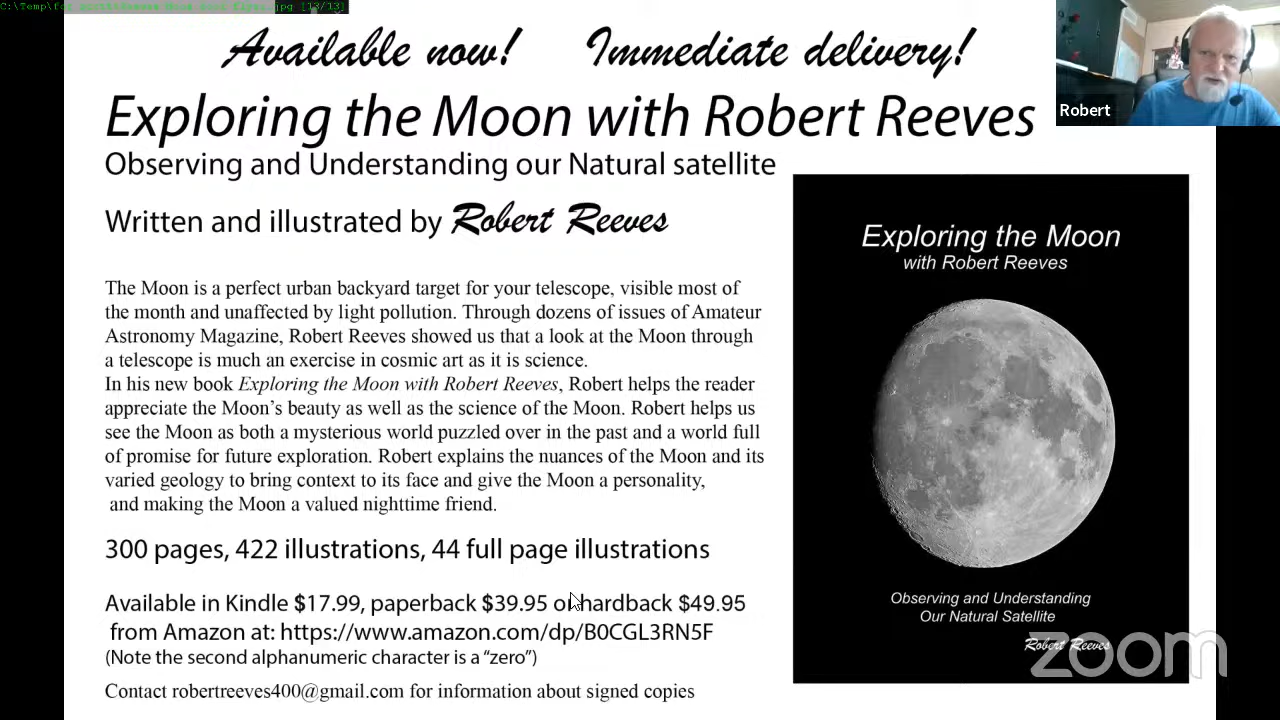 Available now! Immediate delivery!
Exploring the Moon with Robert Reeves
Observing and Understanding our Natural satellite
Written and illustrated by Robert Reeves
The Moon is a perfect urban backyard target for your telescope, visible most of
the month and unaffected by light pollution. Through dozens of issues of Amateur
Astronomy Magazine, Robert Reeves showed us that a look at the Moon through
a telescope is much an exercise in cosmic art as it is science.
In his new book Exploring the Moon with Robert Reeves, Robert helps the reader
appreciate the Moon’s beauty as well as the science of the Moon. Robert helps us
see the Moon as both a mysterious world puzzled over in the past and a world full
of promise for future exploration. Robert explains the nuances of the Moon and its
varied geology to bring context to its face and give the Moon a personality,
and making the Moon a valued nighttime friend.
300 pages, 422 illustrations, 44 full page illustrations
Available in Kindle $17.99, paperback $39.95 or hardback $49.95
from Amazon at: https://www.amazon.com/dp/B0CGL3RN5F
(Note the second alphanumeric character is a “zero”)
Contact robertreeves400@gmail.com for information about signed copies
Exploring the Moon
with Robert Reeves
Observing and Understanding
Our Natural Satellite
Robert Reeves
Robert
zoom